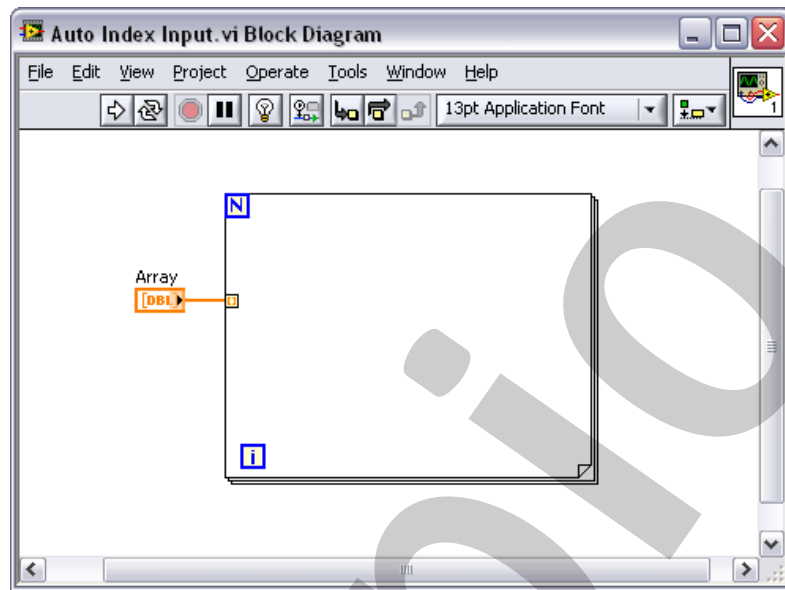 Auto Index Input.vi Block Diagram
File Edit View Project Operate Tools Window Help
13pt Application Font
1
N
Array
[DBL]
i